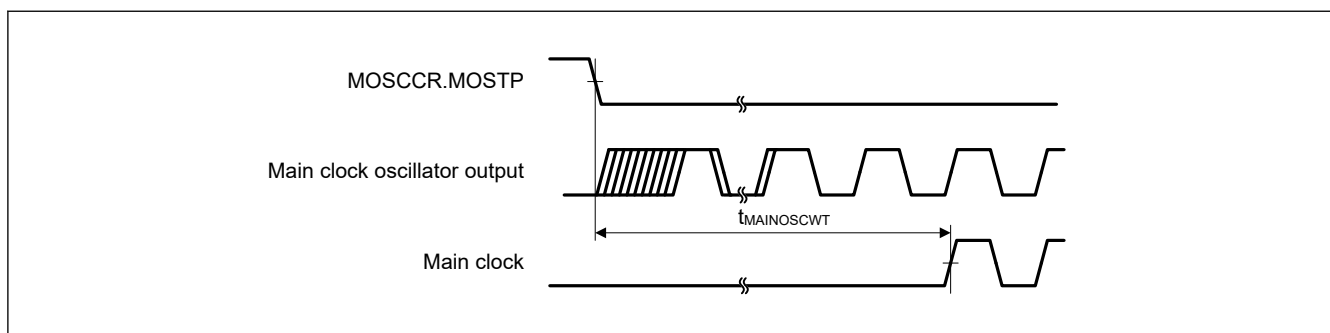 MOSCCR.MOSTP
Main clock oscillator output
tMAINOSCWT
Main clock